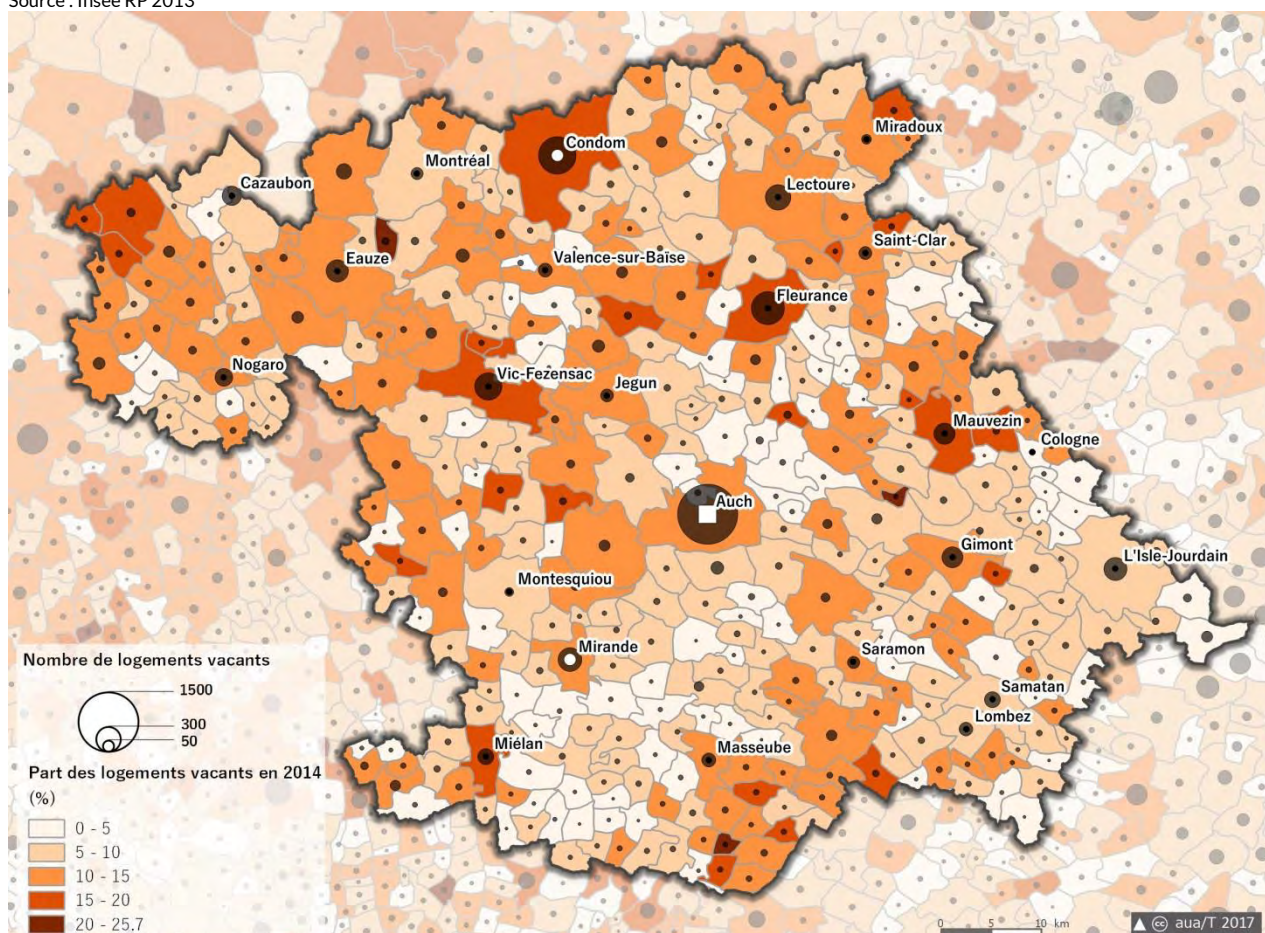 Source : Insee RP 2013
Condom
Miradoux
Montréal
Cazaubon
Lectoure
Saint-Clar
Eauze
Valence-sur-Baïse
Fleurance
Nogaro
Vic-Fezensac
Jegun
Mauvezin
Cologne
Auch
Gimont
L'Isle-Jourdain
Montesquiou
Mirande
Saramon
Samatan
Lombez
Miélan
Masseube
Nombre de logements vacants
1500
300
50
Part des logements vacants en 2014
(%)
0 - 5
5 - 10
10 - 15
15 - 20
20 - 25.7
0 5 10 km
aua/T 2017